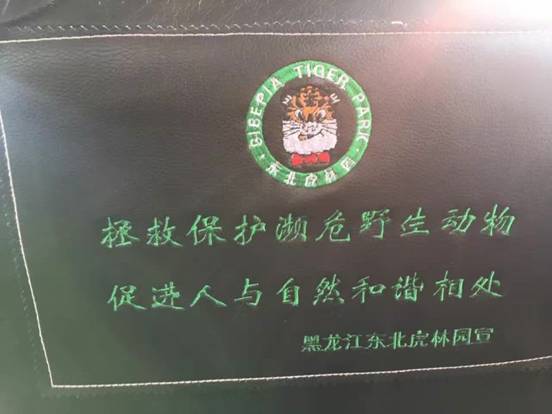 GIBEPIA TIGER PARK
·东北虎林园·
拯救保护濒危野生动物
促进人与自然和谐相处
黑龙江东北虎林园宣